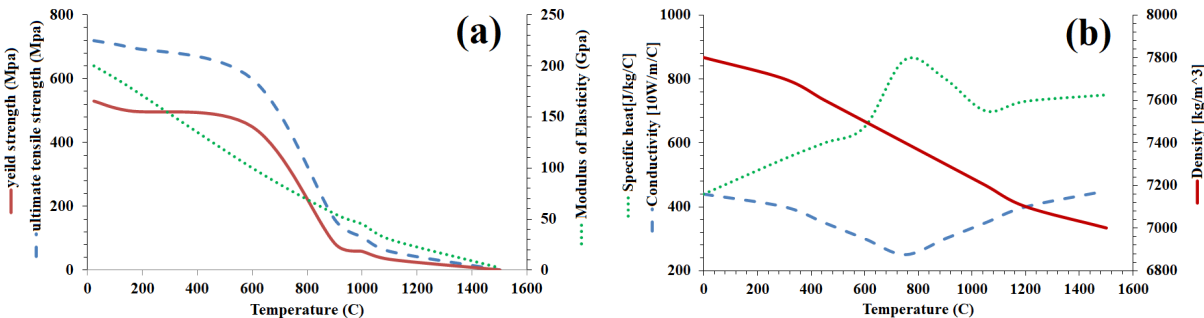 (a)
800
600
400
200
0
250
200
150
100
50
0
0 200 400 600 800 1000 1200 1400 1600
Temperature (C)
yeild strength (Mpa)
ultimate tensile strength (Mpa)
Modulus of Elasticity (Gpa)
(b)
1000
800
600
400
200
8000
7800
7600
7400
7200
7000
6800
0 200 400 600 800 1000 1200 1400 1600
Temperature (C)
Specific heat[J/kg/C]
Conductivity [10W/m/C]
Density [kg/m^3]